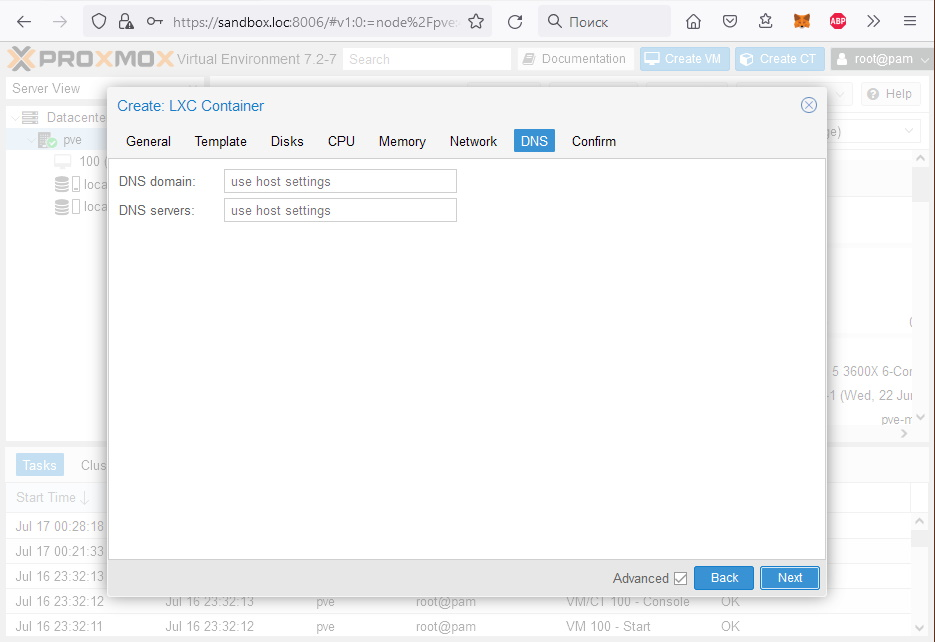 https://sandbox.loc:8006/#v1:0:=node%2Fpve:
Поиск
ABP
PROXMOX Virtual Environment 7.2-7
Search
Documentation
Create VM
Create CT
root@pam
Server View
Help
Create: LXC Container
Datacente
pve
100 (
loca
loca
ge)
General Template Disks CPU Memory Network DNS Confirm
DNS domain: use host settings
DNS servers: use host settings
5 3600X 6-Cor
-1 (Wed, 22 Jur
pve-m
Tasks Clus
Start Time
Advanced Back Next
Jul 17 00:28:18
Jul 17 00:21:33
Jul 16 23:32:13
Jul 16 23:32:12 Jul 16 23:32:13 pve root@pam VM/CT 100 - Console OK
Jul 16 23:32:11 Jul 16 23:32:12 pve root@pam VM 100 - Start OK